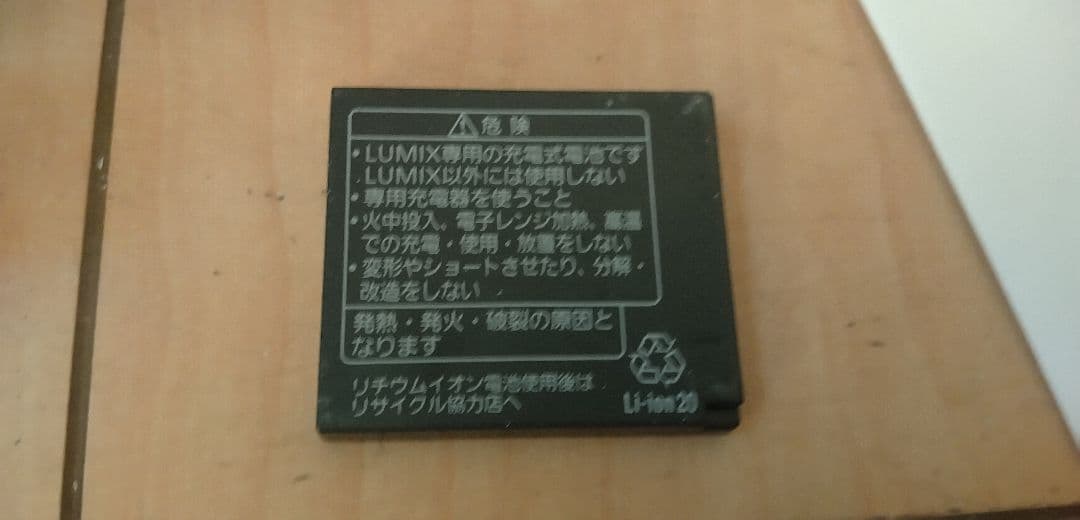 ⚠危険
・LUMIX専用の充電式電池です
LUMIX以外には使用しない
・専用充電器を使うこと
・火中投入、電子レンジ加熱、高温
での充電・使用・放置をしない
・変形やショートさせたり、分解・
改造をしない
発熱・発火・破裂の原因と
なります
リチウムイオン電池使用後は
リサイクル協力店へ
Li-ion20